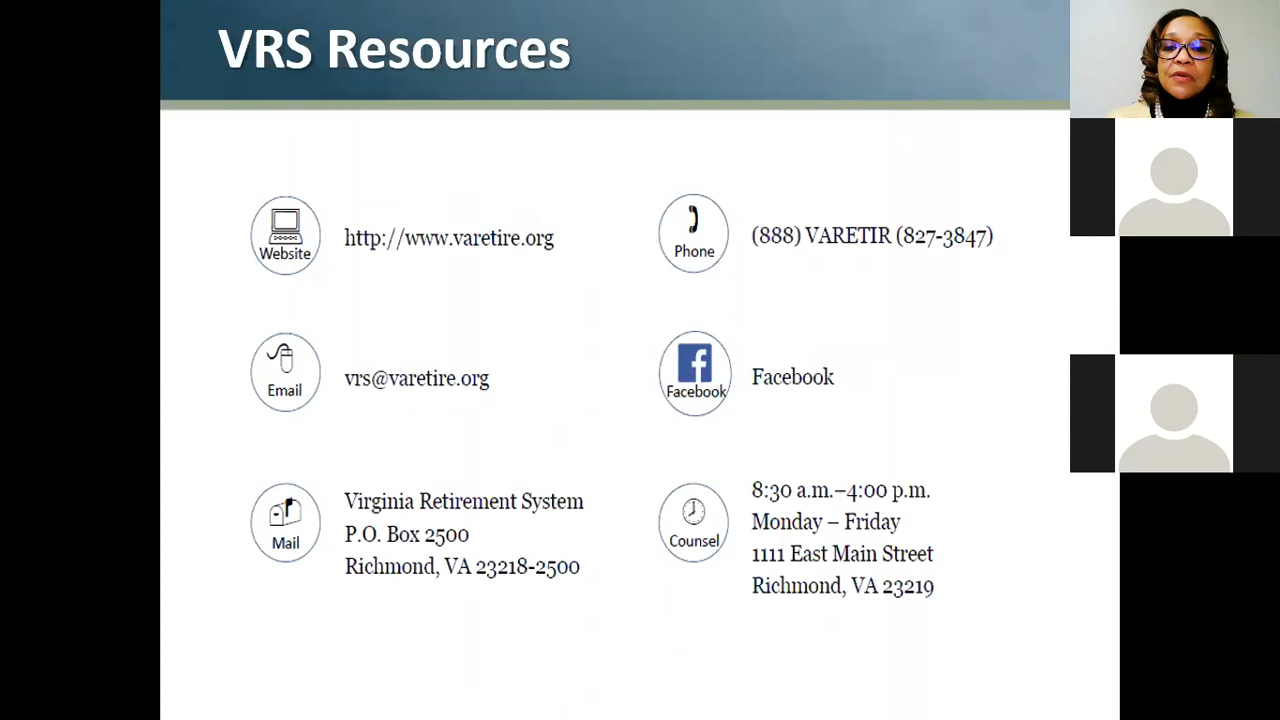 VRS Resources
Website
http://www.varetire.org
Phone
(888) VARETIR (827-3847)
Email
vrs@varetire.org
Facebook
Facebook
Mail
Virginia Retirement System
P.O. Box 2500
Richmond, VA 23218-2500
Counsel
8:30 a.m.–4:00 p.m.
Monday – Friday
1111 East Main Street
Richmond, VA 23219